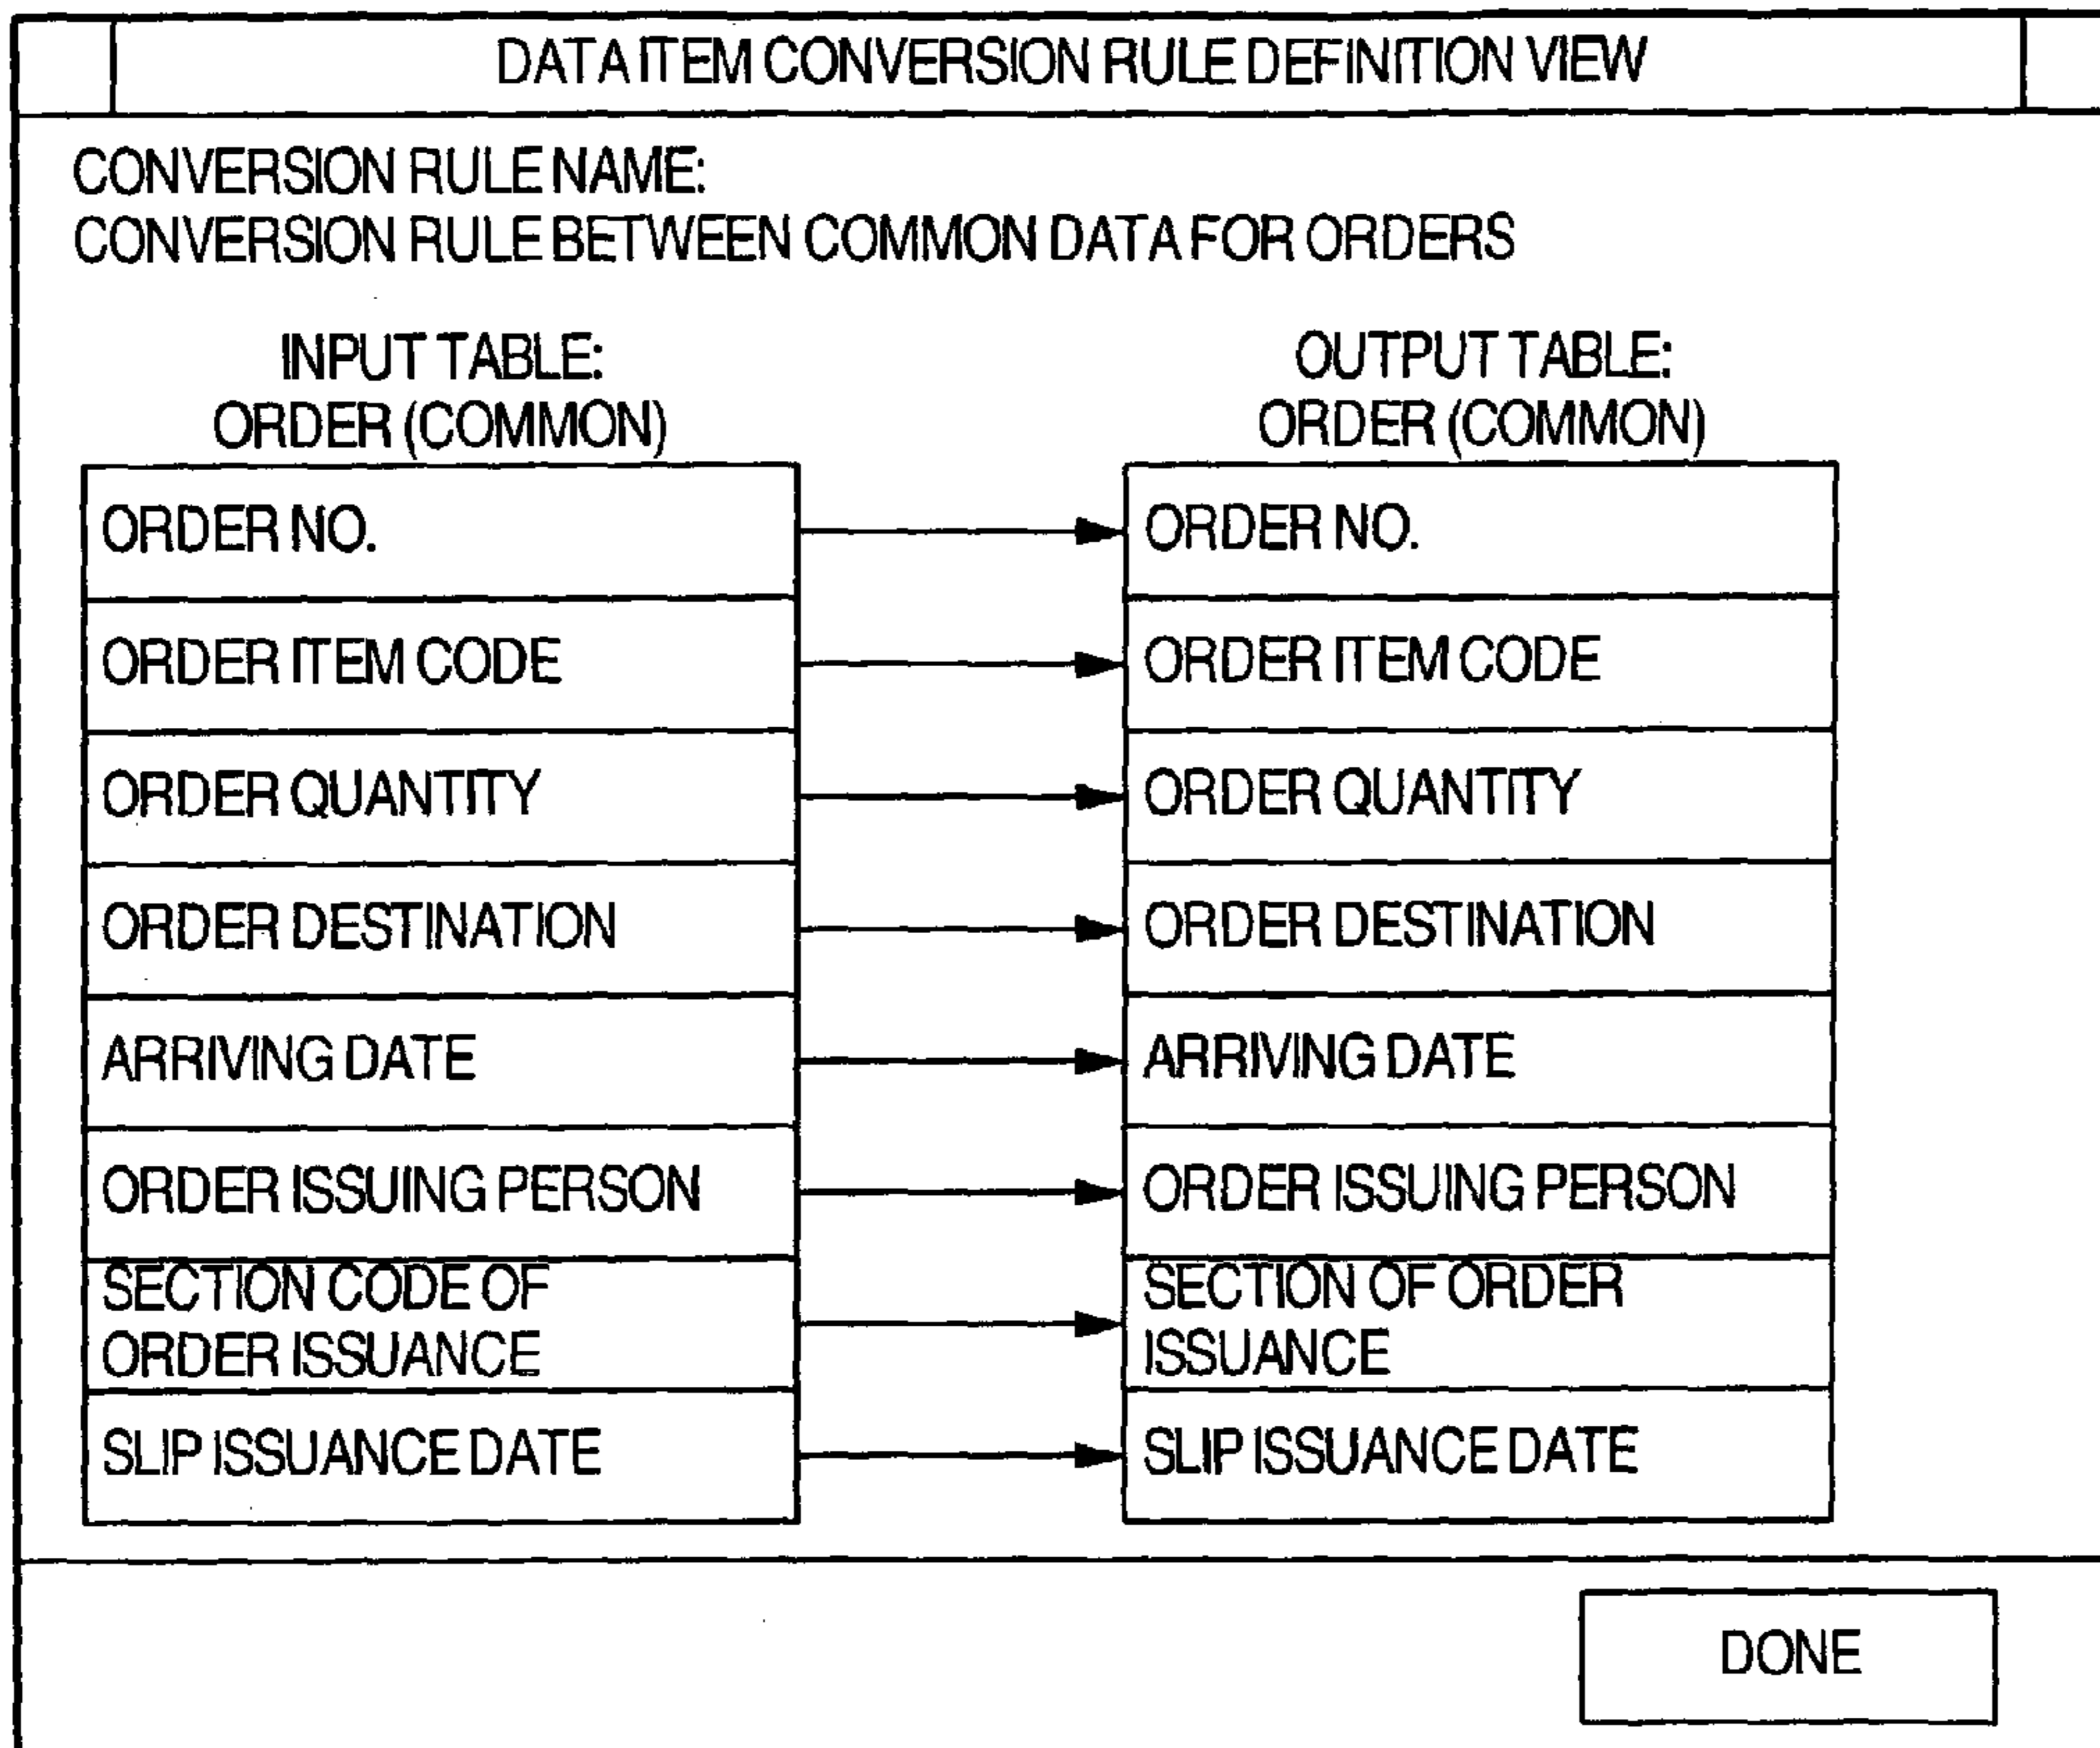 DATA ITEM CONVERSION RULE DEFINITION VIEW
CONVERSION RULE NAME:
CONVERSION RULE BETWEEN COMMON DATA FOR ORDERS
INPUT TABLE:
ORDER (COMMON)
OUTPUT TABLE:
ORDER (COMMON)
ORDER NO.
ORDER NO.
ORDER ITEM CODE
ORDER ITEM CODE
ORDER QUANTITY
ORDER QUANTITY
ORDER DESTINATION
ORDER DESTINATION
ARRIVING DATE
ARRIVING DATE
ORDER ISSUING PERSON
ORDER ISSUING PERSON
SECTION CODE OF
ORDER ISSUANCE
SECTION OF ORDER
ISSUANCE
SLIP ISSUANCE DATE
SLIP ISSUANCE DATE
DONE